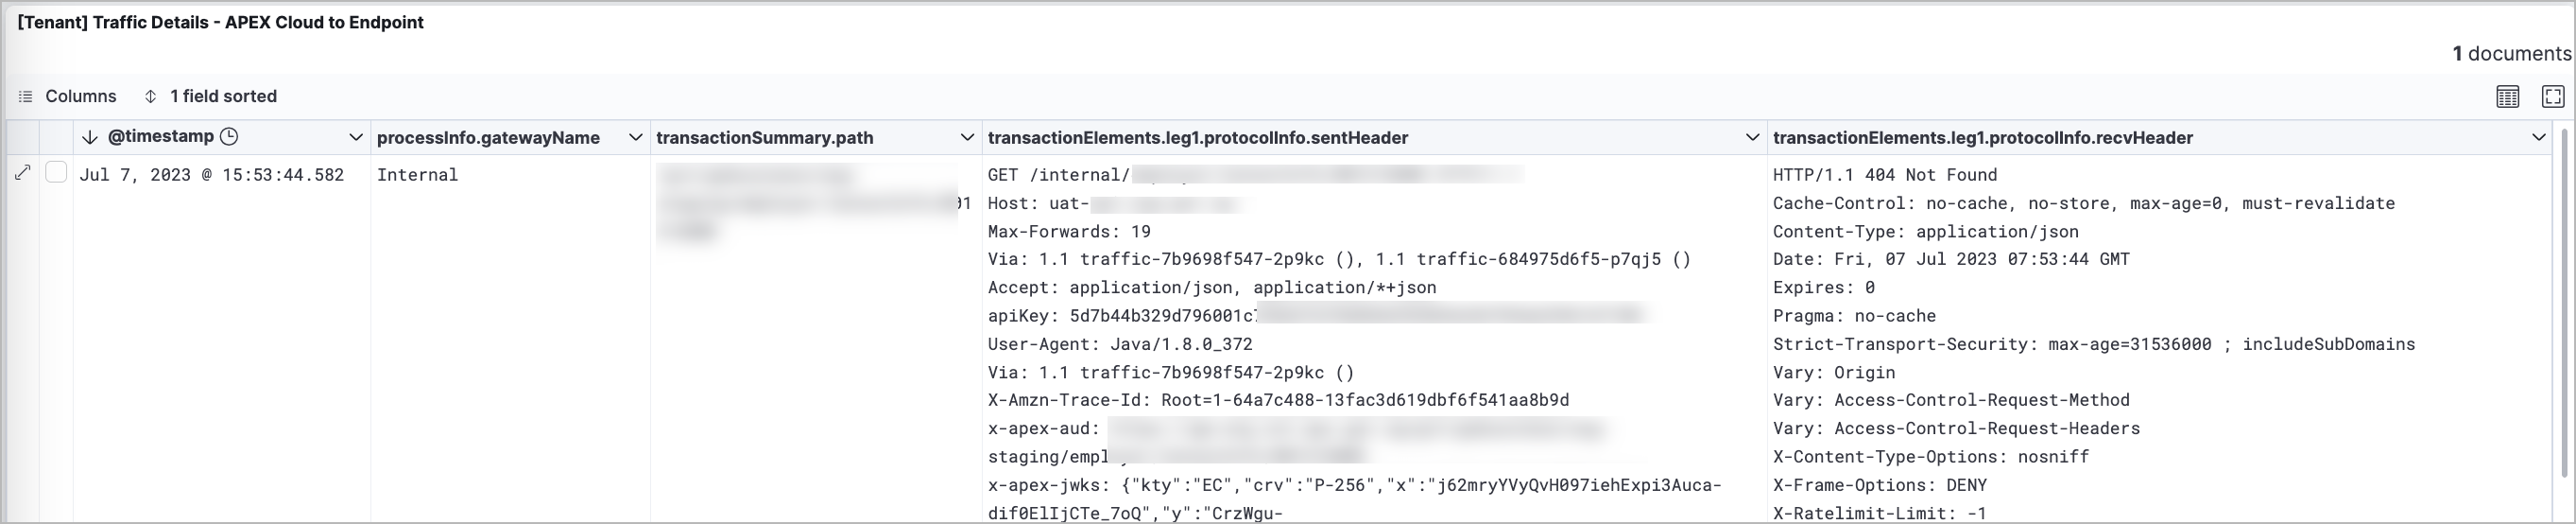 [Tenant] Traffic Details - APEX Cloud to Endpoint
1 documents
Columns 1 field sorted
@timestamp processInfo.gatewayName transactionSummary.path transactionElements.leg1.protocolInfo.sentHeader transactionElements.leg1.protocolInfo.recvHeader
Jul 7, 2023 @ 15:53:44.582
Internal
GET /internal/
Host: uat-
Max-Forwards: 19
Via: 1.1 traffic-7b9698f547-2p9kc (), 1.1 traffic-684975d6f5-p7qj5 ()
Accept: application/json, application/*+json
apiKey: 5d7b44b329d796001c
User-Agent: Java/1.8.0_372
Via: 1.1 traffic-7b9698f547-2p9kc ()
X-Amzn-Trace-Id: Root=1-64a7c488-13fac3d619dbf6f541aa8b9d
x-apex-aud:
staging/empl
x-apex-jwks: {"kty":"EC","crv":"P-256","x":"j62mryYVyQvH097iehExpi3Auca-
dif0ElIjCTe_7oQ","y":"CrzWgu-
HTTP/1.1 404 Not Found
Cache-Control: no-cache, no-store, max-age=0, must-revalidate
Content-Type: application/json
Date: Fri, 07 Jul 2023 07:53:44 GMT
Expires: 0
Pragma: no-cache
Strict-Transport-Security: max-age=31536000 ; includeSubDomains
Vary: Origin
Vary: Access-Control-Request-Method
Vary: Access-Control-Request-Headers
X-Content-Type-Options: nosniff
X-Frame-Options: DENY
X-Ratelimit-Limit: -1